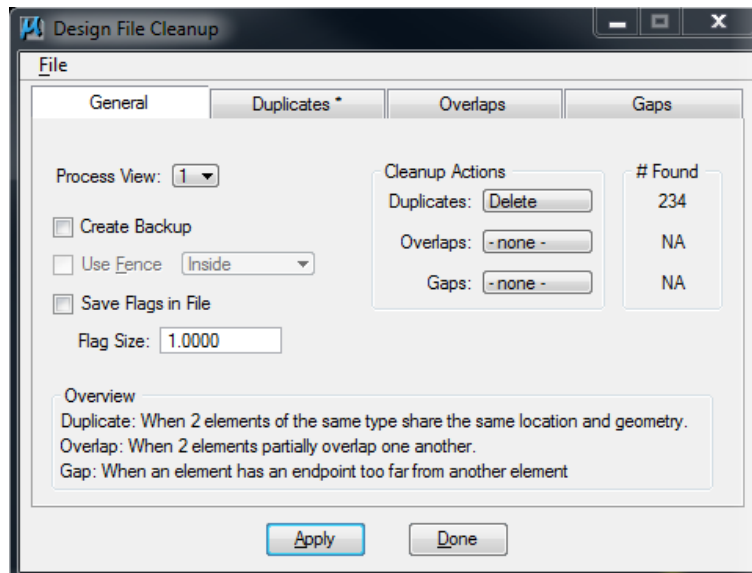 Design File Cleanup
File
General Duplicates * Overlaps Gaps
Process View: 1
Create Backup
Use Fence Inside
Save Flags in File
Flag Size: 1.0000
Cleanup Actions
Duplicates: Delete
Overlaps: - none -
Gaps: - none -
# Found
234
NA
NA
Overview
Duplicate: When 2 elements of the same type share the same location and geometry.
Overlap: When 2 elements partially overlap one another.
Gap: When an element has an endpoint too far from another element
Apply Done